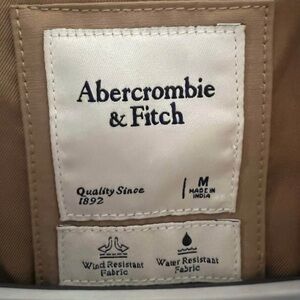 Abercrombie
& Fitch
Quality Since
1892
M
MADE IN
INDIA
Wind Resistant
Fabric
Water Resistant
Fabric